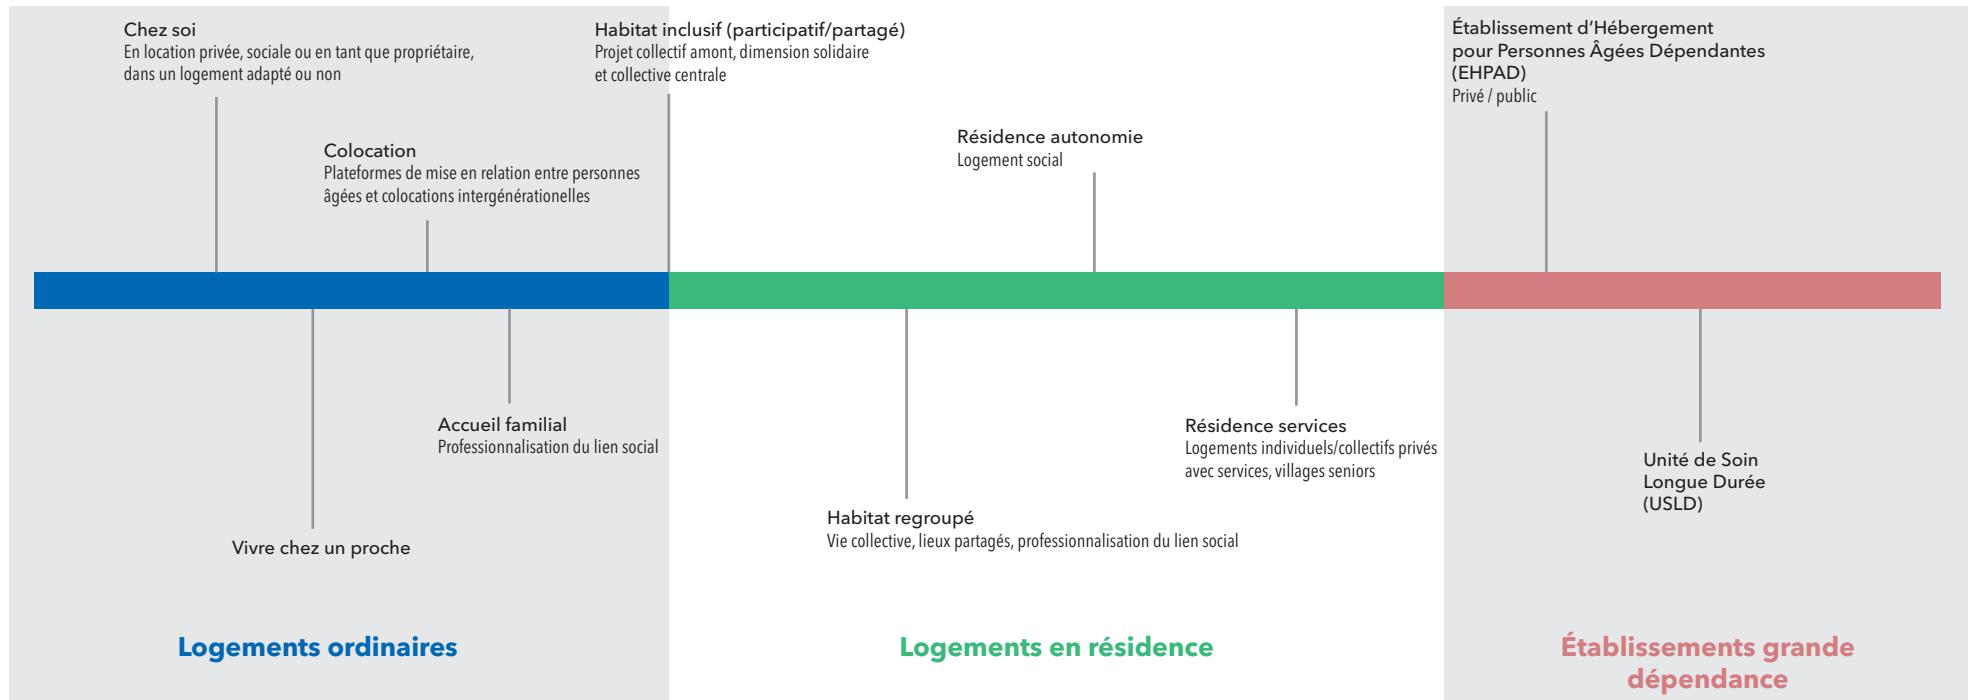 Chez soi
En location privée, sociale ou en tant que propriétaire,
dans un logement adapté ou non
Colocation
Plateformes de mise en relation entre personnes
âgées et colocations intergénérationelles
Habitat inclusif (participatif/partagé)
Projet collectif amont, dimension solidaire
et collective centrale
Résidence autonomie
Logement social
Établissement d’Hébergement
pour Personnes Âgées Dépendantes
(EHPAD)
Privé / public
Vivre chez un proche
Accueil familial
Professionnalisation du lien social
Habitat regroupé
Vie collective, lieux partagés, professionnalisation du lien social
Résidence services
Logements individuels/collectifs privés
avec services, villages seniors
Unité de Soin
Longue Durée
(USLD)
Logements ordinaires
Logements en résidence
Établissements grande
dépendance